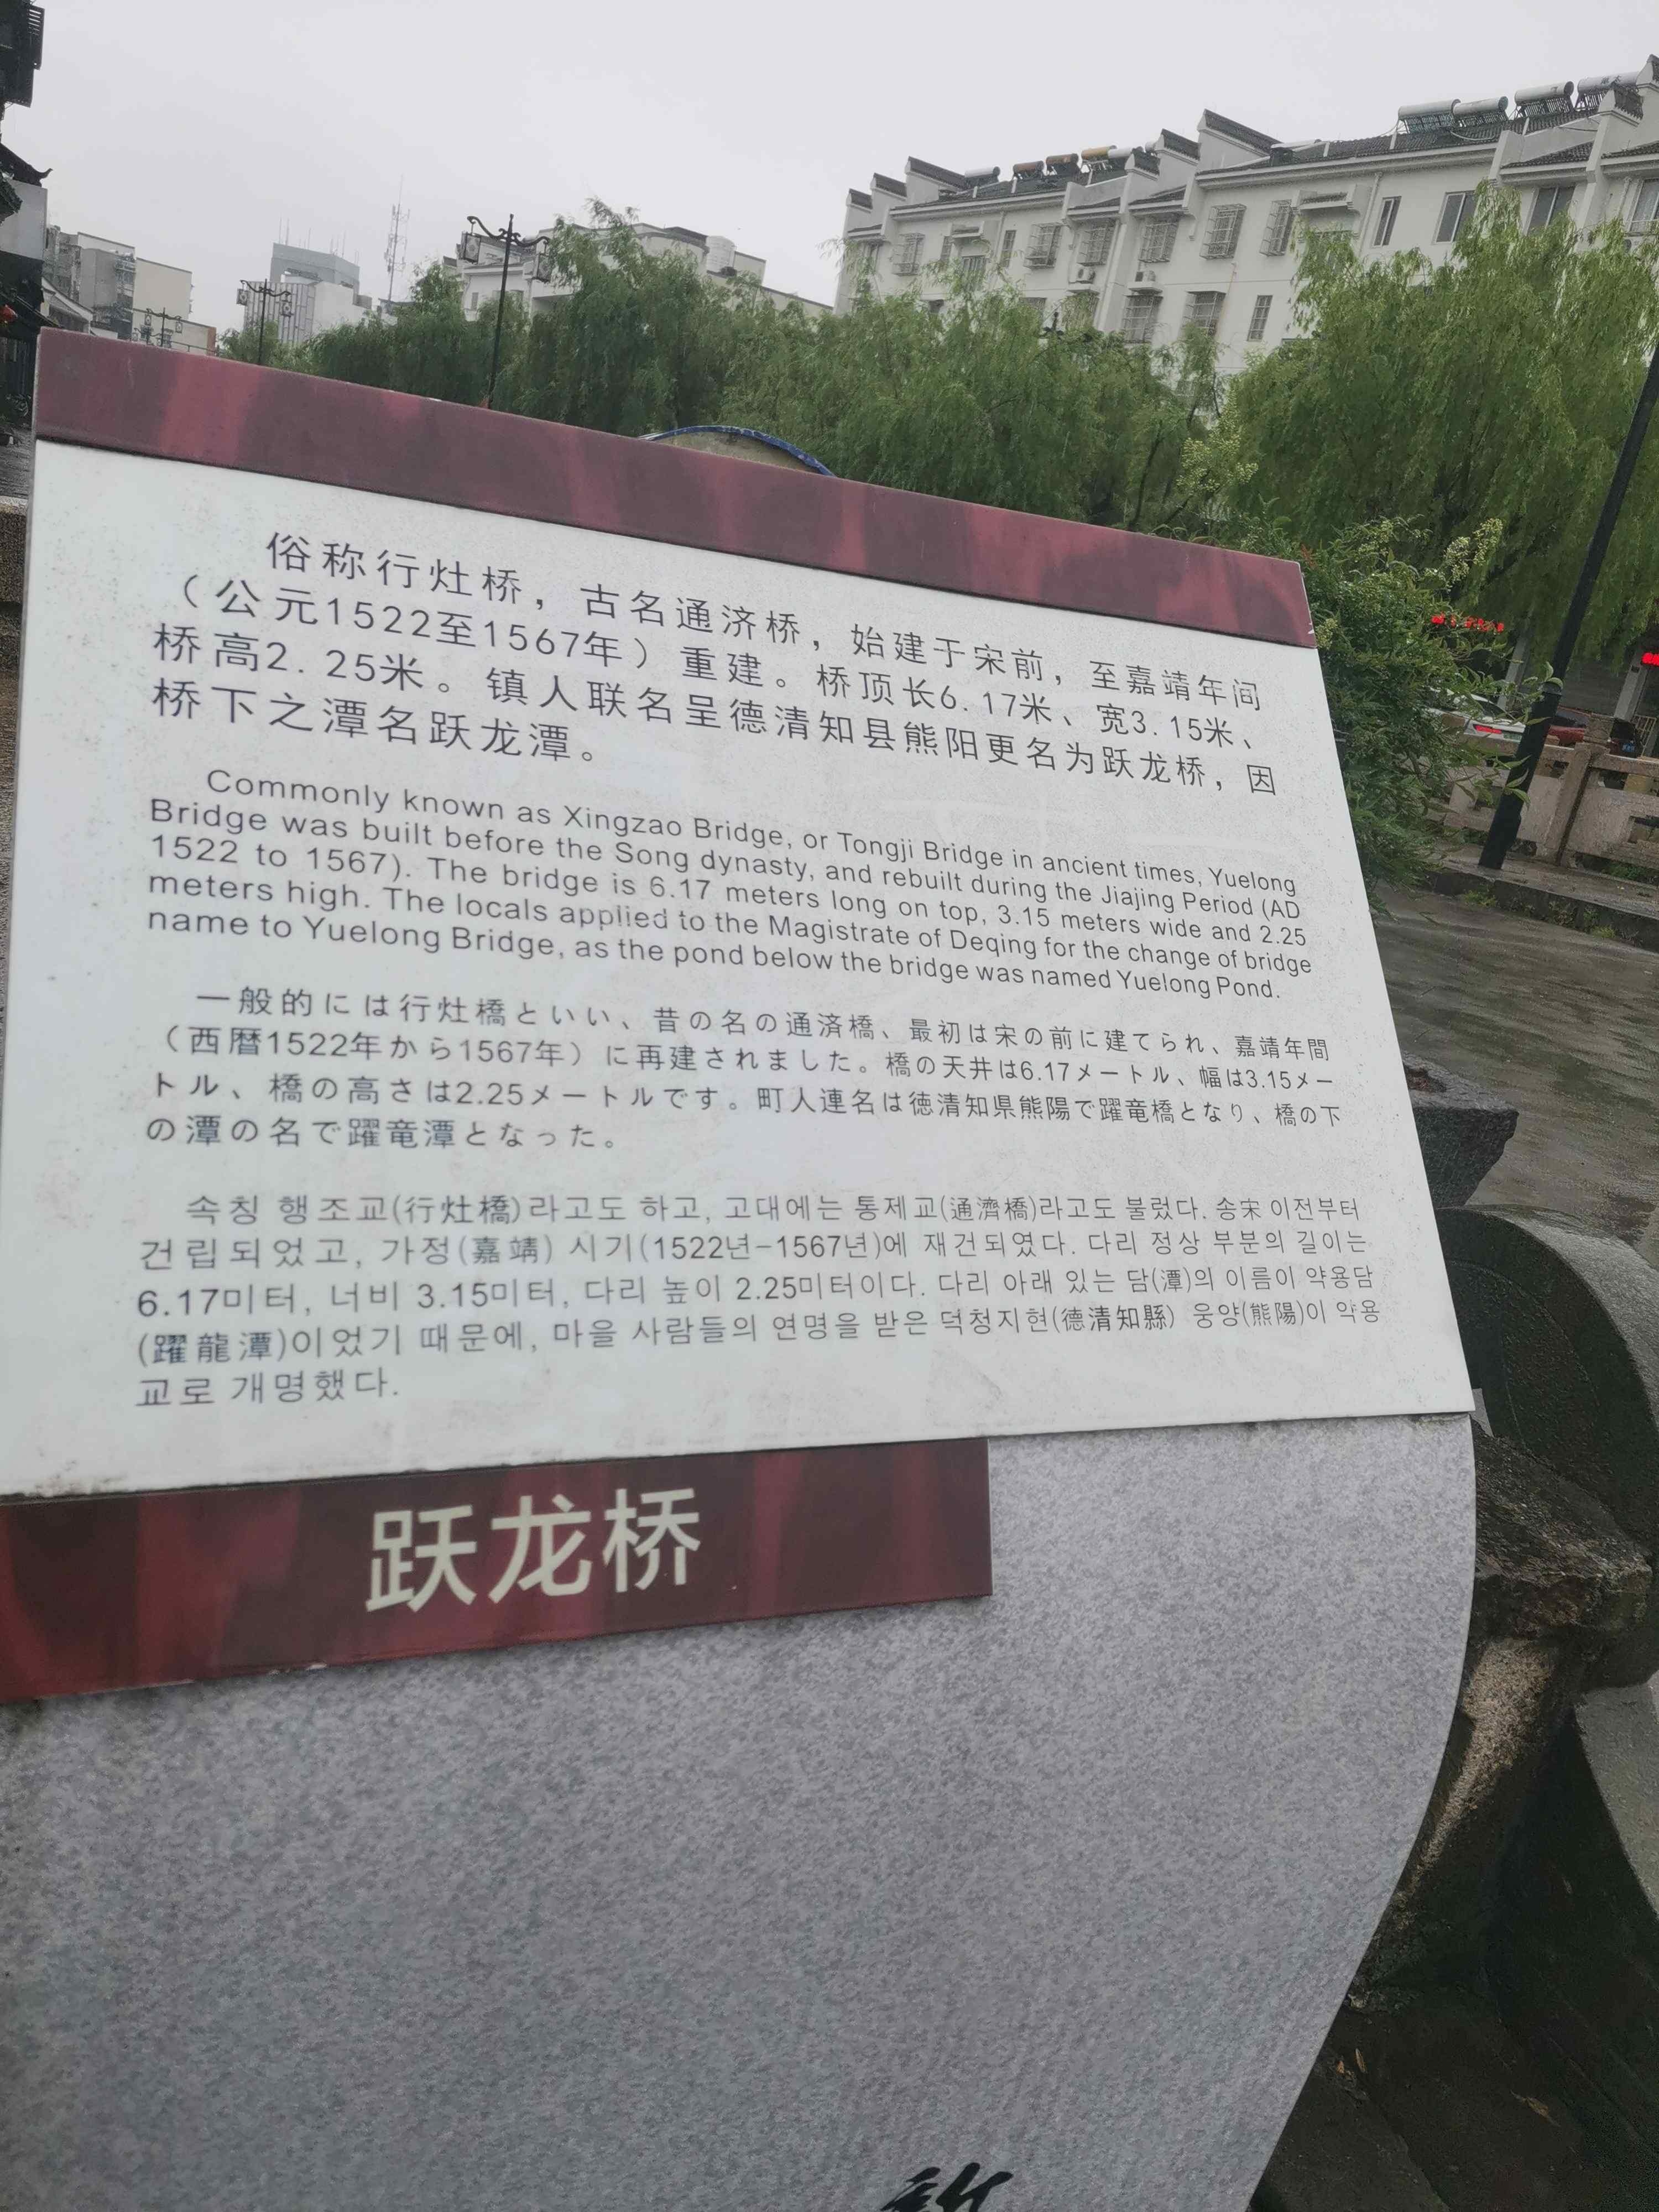 俗称行灶桥，古名通济桥，始建于宋前，至嘉靖年间
（公元1522至1567年）重建。桥顶长6.17米、宽3.15米、
桥高2.25米。镇人联名呈德清知县熊阳更名为跃龙桥，因
桥下之潭名跃龙潭。
Commonly known as Xingzao Bridge, or Tongji Bridge in ancient times, Yuelong
Bridge was built before the Song dynasty, and rebuilt during the Jiajing Period (AD
1522 to 1567). The bridge is 6.17 meters long on top, 3.15 meters wide and 2.25
meters high. The locals applied to the Magistrate of Deqing for the change of bridge
name to Yuelong Bridge, as the pond below the bridge was named Yuelong Pond.
一般的には行灶橋といい、昔の名の通済橋、最初は宋の前に建てられ、嘉靖年間
（西暦1522年から1567年）に再建されました。橋の天井は6.17メートル、幅は3.15メー
トル、橋の高さは2.25メートルです。町人連名は徳清知県熊陽で躍竜橋となり、橋の下
の潭の名で躍竜潭となった。
속칭 행조교(行灶橋)라고도 하고, 고대에는 통제교(通濟橋)라고도 불렀다. 송宋 이전부터
건립되었고, 가정(嘉靖) 시기(1522년-1567년)에 재건되였다. 다리 정상 부분의 길이는
6.17미터, 너비 3.15미터, 다리 높이 2.25미터이다. 다리 아래 있는 담(潭)의 이름이 약용담
(躍龍潭)이었기 때문에, 마을 사람들의 연명을 받은 덕청지현(德清知縣) 웅양(熊陽)이 약용
교로 개명했다.
跃龙桥